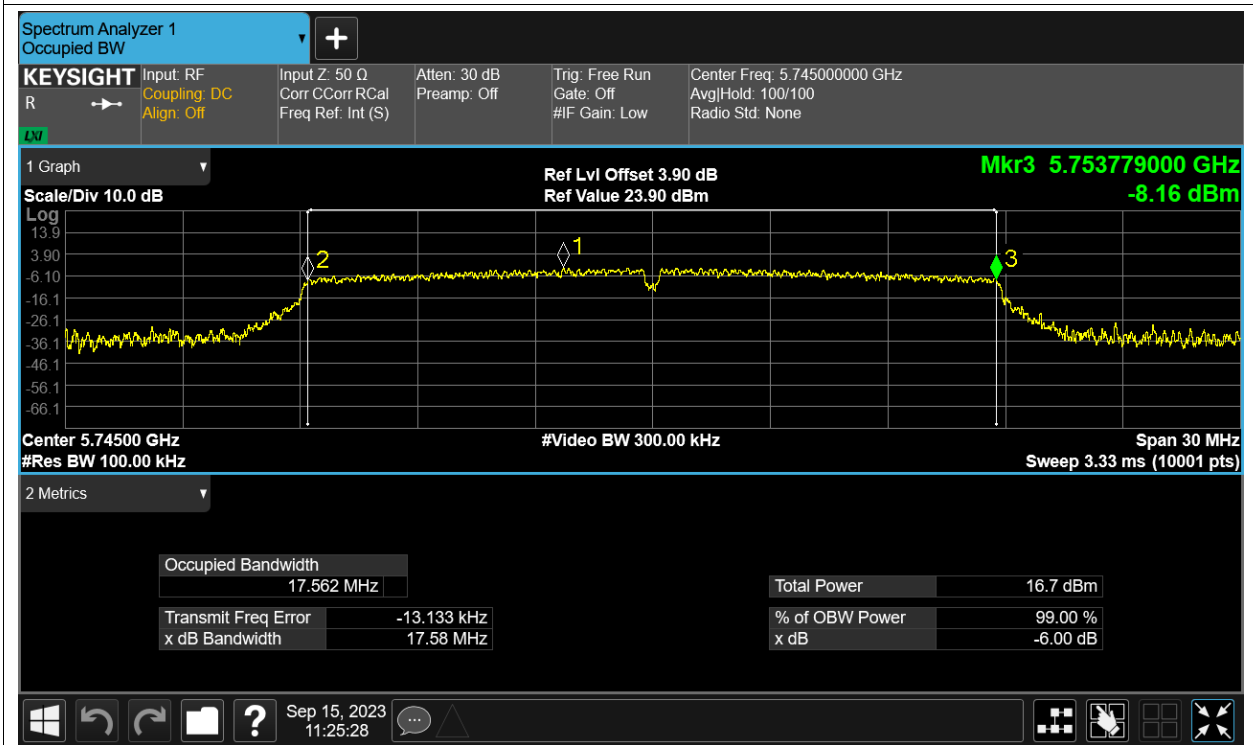 Spectrum Analyzer 1
Occupied BW
+
KEYSIGHT
R
LXI
Input: RF
Coupling: DC
Align: Off
Input Z: 50 Ω
Corr CCorr RCal
Freq Ref: Int (S)
Atten: 30 dB
Preamp: Off
Trig: Free Run
Gate: Off
#IF Gain: Low
Center Freq: 5.745000000 GHz
Avg|Hold: 100/100
Radio Std: None
1 Graph
Scale/Div 10.0 dB
Ref Lvl Offset 3.90 dB
Ref Value 23.90 dBm
Mkr3 5.753779000 GHz
-8.16 dBm
Log
13.9
3.90
-6.10
-16.1
-26.1
-36.1
-46.1
-56.1
-66.1
2
1
3
Center 5.74500 GHz
#Res BW 100.00 kHz
#Video BW 300.00 kHz
Span 30 MHz
Sweep 3.33 ms (10001 pts)
2 Metrics
Occupied Bandwidth
17.562 MHz
Transmit Freq Error -13.133 kHz
x dB Bandwidth 17.58 MHz
Total Power 16.7 dBm
% of OBW Power 99.00 %
x dB -6.00 dB
?
Sep 15, 2023
11:25:28